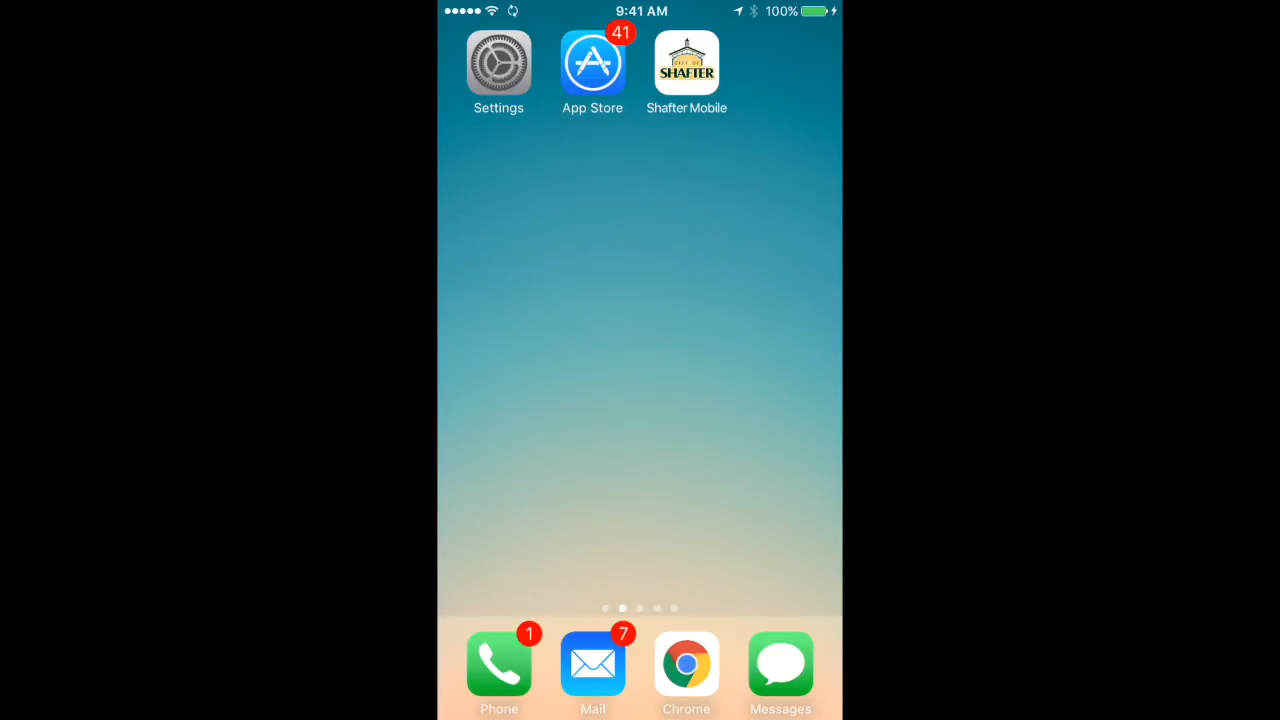 9:41 AM
100%
41
CITY OF
SHAFTER
Settings
App Store
Shafter Mobile
1
7
Phone
Mail
Chrome
Messages